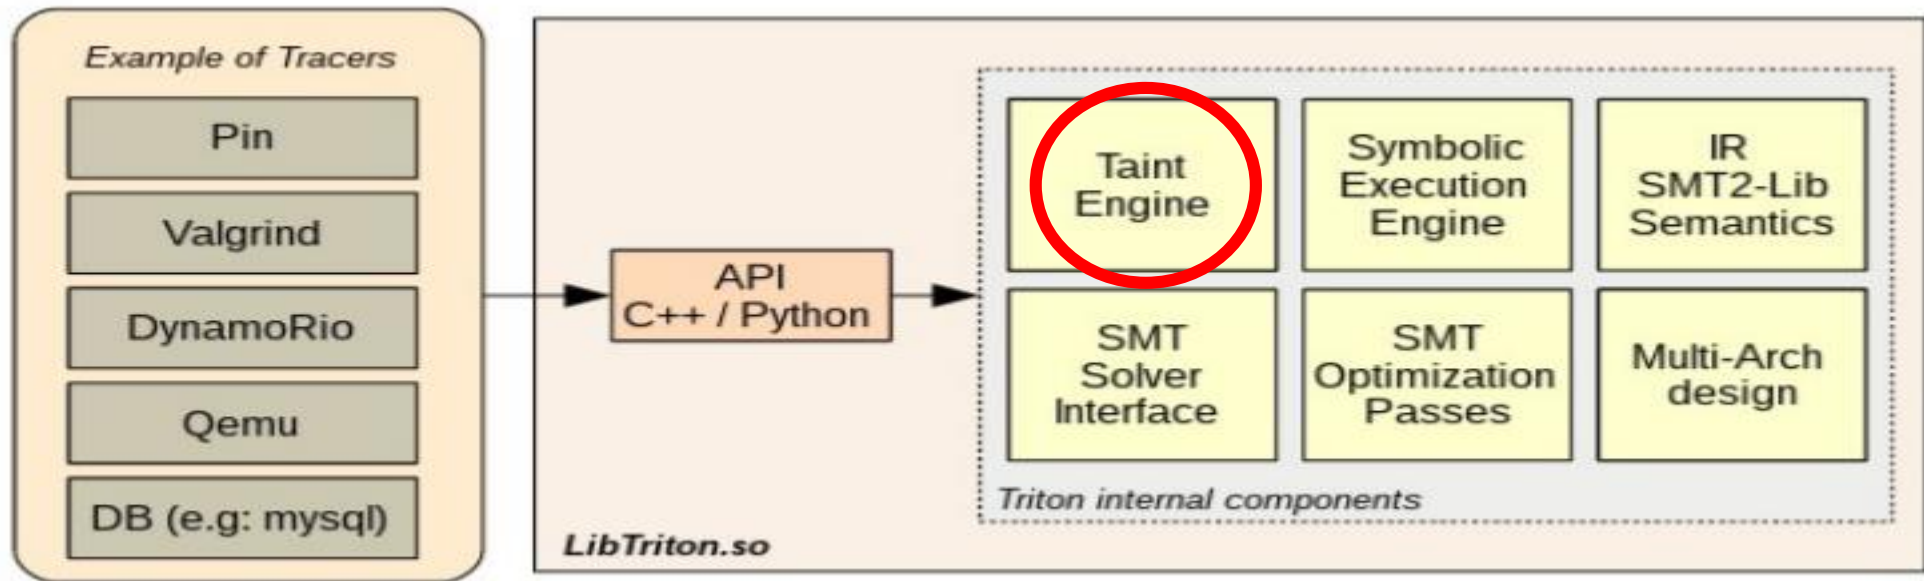 Example of Tracers
Pin
Valgrind
DynamoRio
Qemu
DB (e.g: mysql)
API
C++ / Python
Taint
Engine
Symbolic
Execution
Engine
IR
SMT2-Lib
Semantics
SMT
Solver
Interface
SMT
Optimization
Passes
Multi-Arch
design
Triton internal components
LibTriton.so